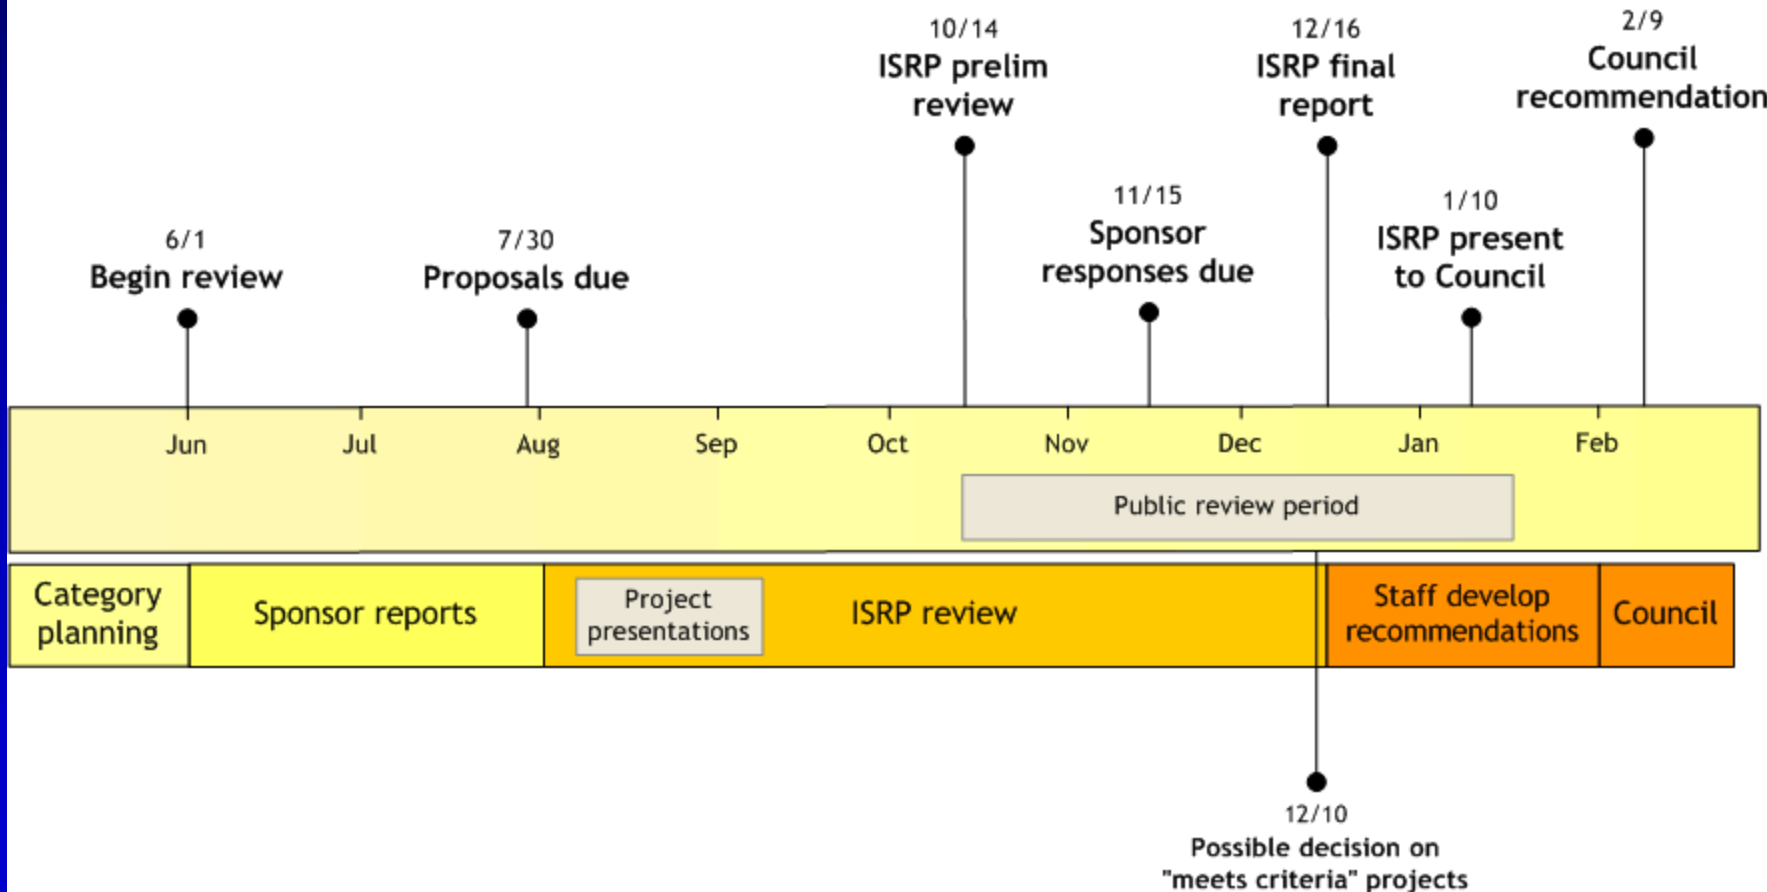 10/14
ISRP prelim
review
12/16
ISRP final
report
2/9
Council
recommendation
11/15
Sponsor
responses due
1/10
ISRP present
to Council
6/1
Begin review
7/30
Proposals due
Jun
Jul
Aug
Sep
Oct
Nov
Dec
Jan
Feb
Public review period
Category
planning
Sponsor reports
Project
presentations
ISRP review
Staff develop
recommendations
Council
12/10
Possible decision on
"meets criteria" projects